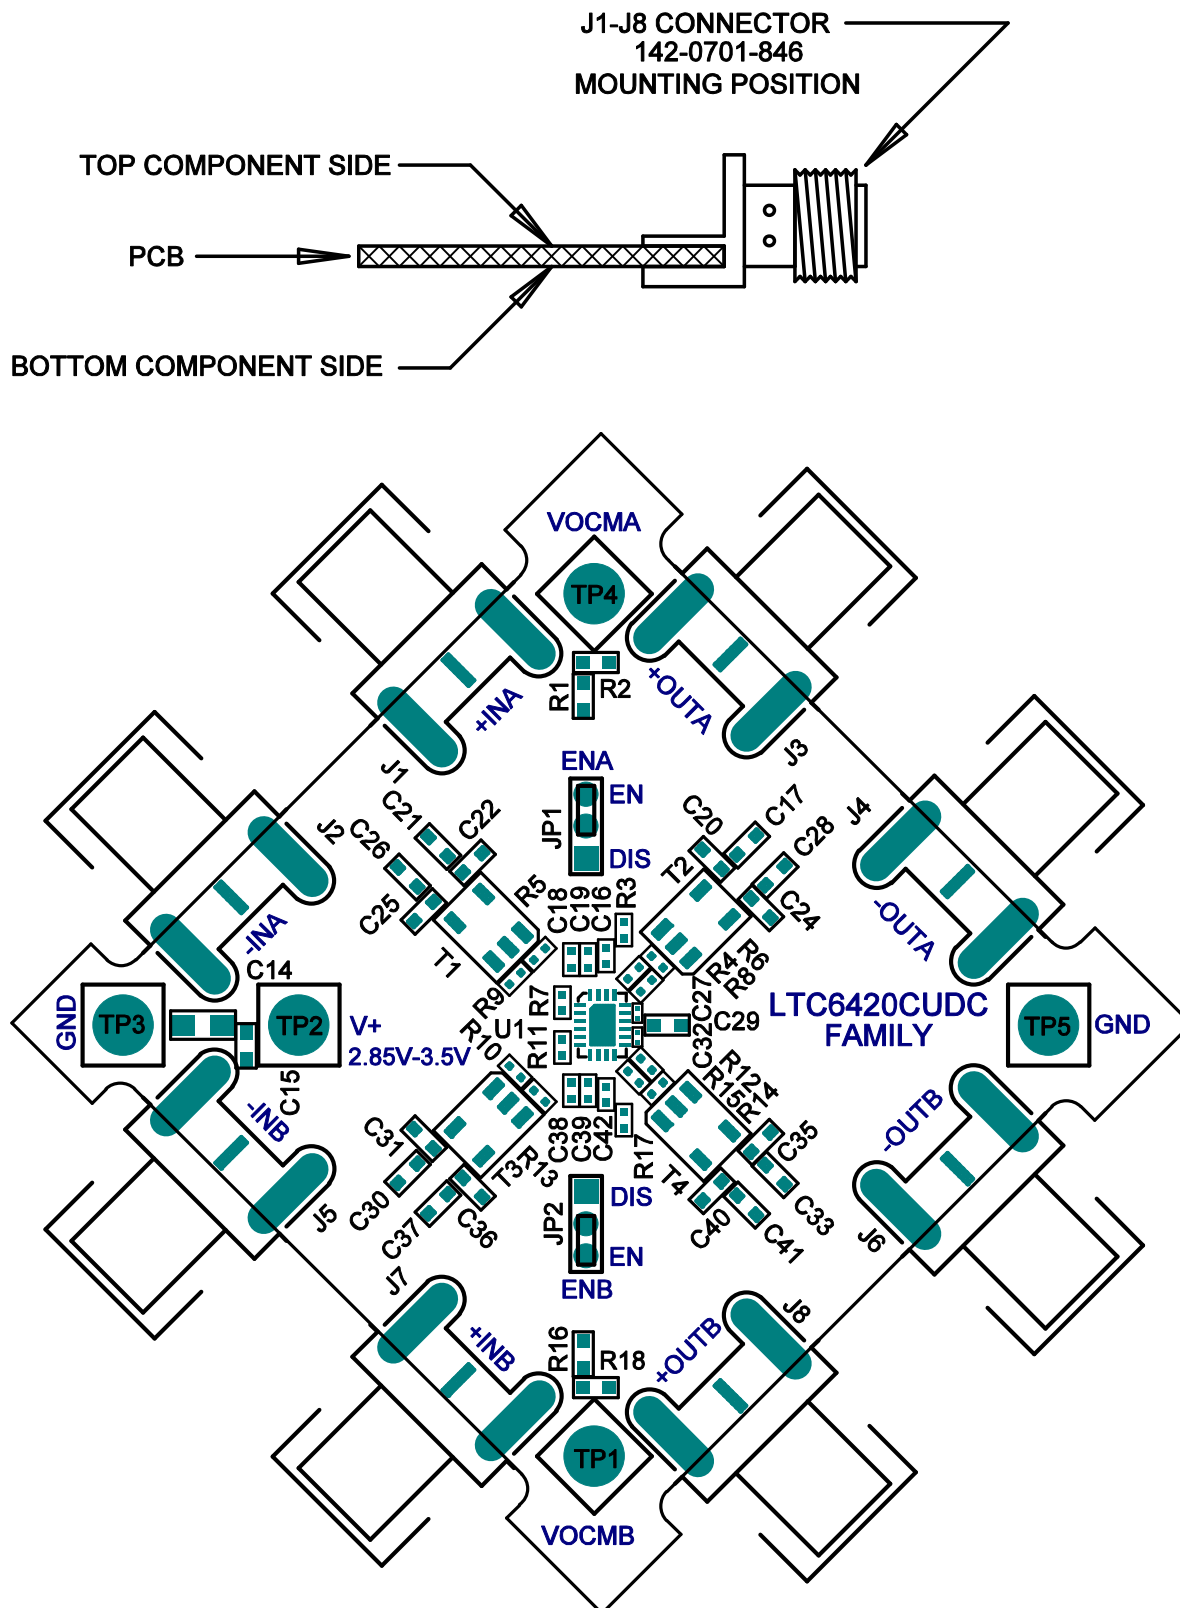 J1-J8 CONNECTOR
142-0701-846
MOUNTING POSITION
TOP COMPONENT SIDE
PCB
BOTTOM COMPONENT SIDE
VOCMA
TP4
R1
R2
+INA
+OUTA
J1
J3
ENA
EN
JP1
DIS
J2
J4
-INA
-OUTA
C21
C22
C26
C25
T1
R5
R9
C18
C19
C16
R3
C20
C17
C28
T2
C24
R4
R6
R8
C14
GND
TP3
TP2
V+
2.85V-3.5V
C15
R7
U1
R10
R11
C27
C29
C32
LTC6420CUDC
FAMILY
TP5
GND
-INB
-OUTB
R12
R14
R15
C31
C30
C37
C36
T3
R13
C38
C39
C42
R17
T4
C35
C33
C40
C41
J5
J6
DIS
JP2
EN
ENB
J7
J8
+INB
+OUTB
R16
R18
TP1
VOCMB